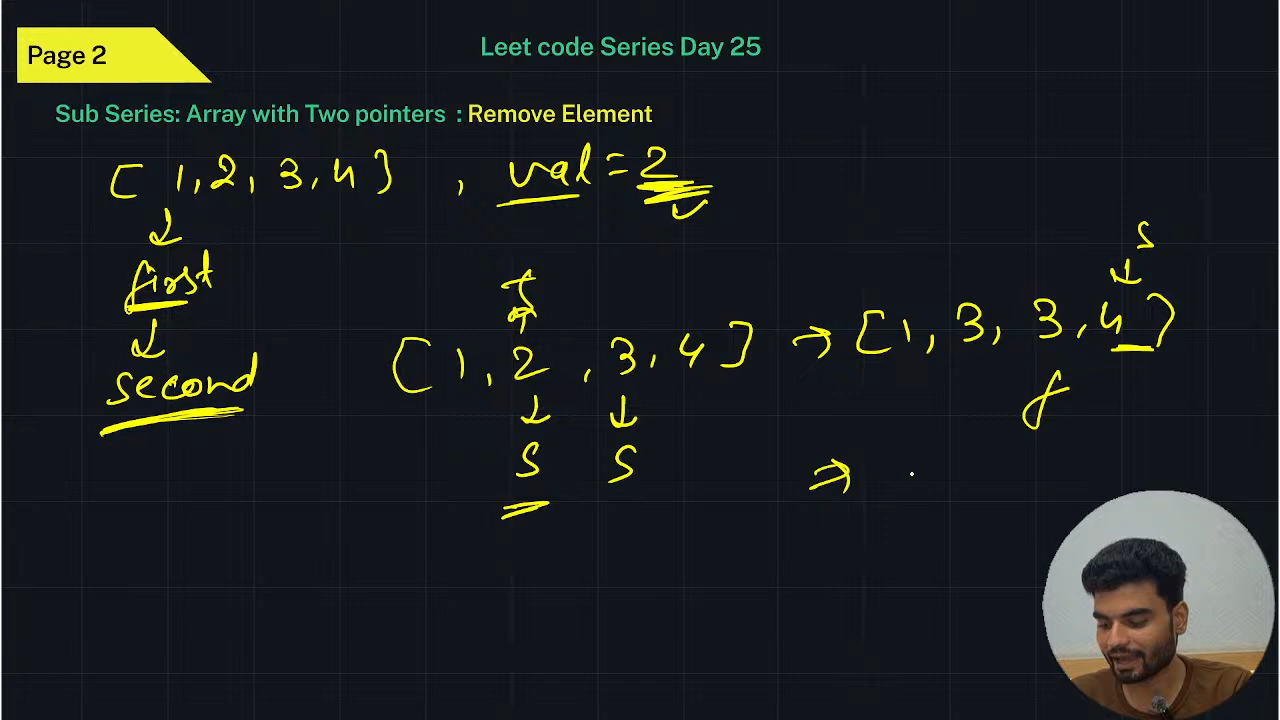 Page 2
Leet code Series Day 25
Sub Series: Array with Two pointers : Remove Element
[ 1, 2, 3, 4 ] , val = 2
↓
first
↓
second
f
↑
[ 1, 2 , 3, 4 ] → [ 1, 3, 3, 4 ]
↓ ↓
S S
S
↓
f
⇒